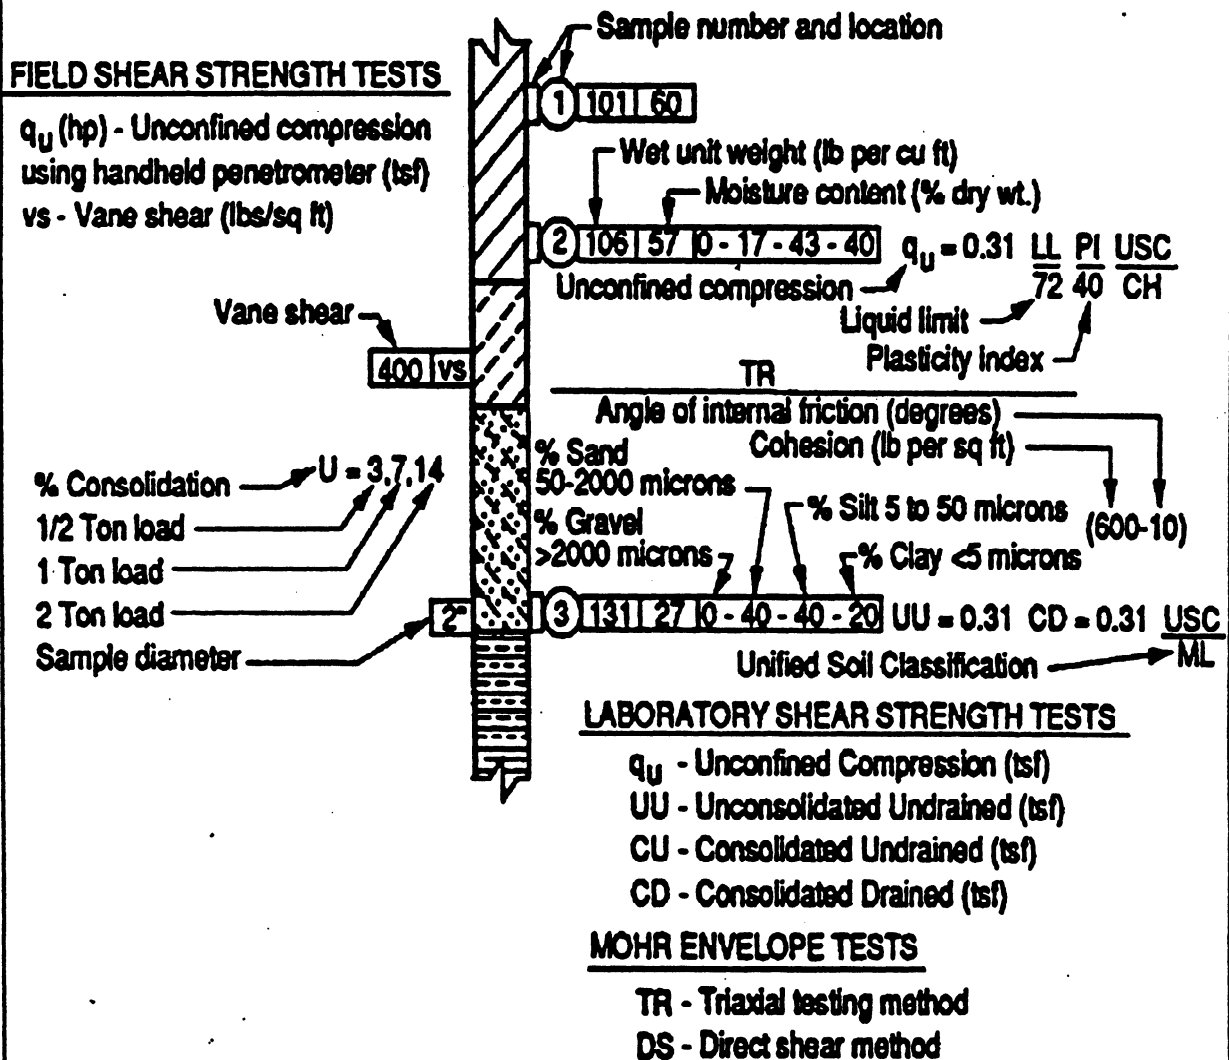 Sample number and location
FIELD SHEAR STRENGTH TESTS
qu (hp) - Unconfined compression
using handheld penetrometer (tsf)
vs - Vane shear (lbs/sq ft)
1 101 60
Wet unit weight (lb per cu ft)
Moisture content (% dry wt.)
2 106 57 0 - 17 - 43 - 40 qu = 0.31 LL PI USC
72 40 CH
Unconfined compression
Liquid limit
Plasticity index
Vane shear
400 vs
TR
Angle of internal friction (degrees)
Cohesion (lb per sq ft)
(600-10)
% Sand
50-2000 microns
% Gravel
>2000 microns
% Silt 5 to 50 microns
% Clay <5 microns
% Consolidation U = 3,7,14
1/2 Ton load
1 Ton load
2 Ton load
Sample diameter
2"
3 131 27 0 - 40 - 40 - 20 UU = 0.31 CD = 0.31 USC
ML
Unified Soil Classification
LABORATORY SHEAR STRENGTH TESTS
qu - Unconfined Compression (tsf)
UU - Unconsolidated Undrained (tsf)
CU - Consolidated Undrained (tsf)
CD - Consolidated Drained (tsf)
MOHR ENVELOPE TESTS
TR - Triaxial testing method
DS - Direct shear method